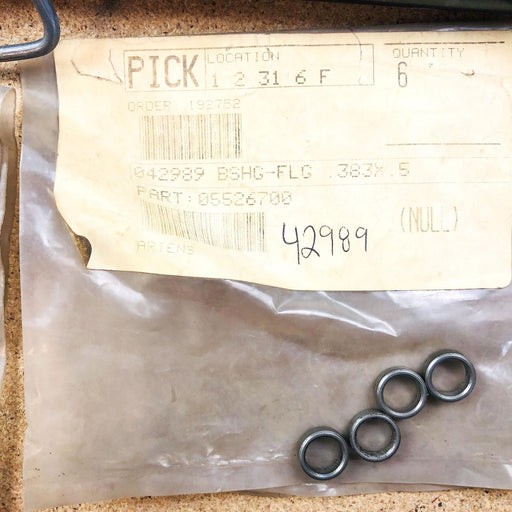 PICK LOCATION QUANTITY
1 2 31 6 F 6
ORDER 192752
042989 BSHG-FLG .383X.5
PART: 05526700
(NULL)
42989
ARIENS